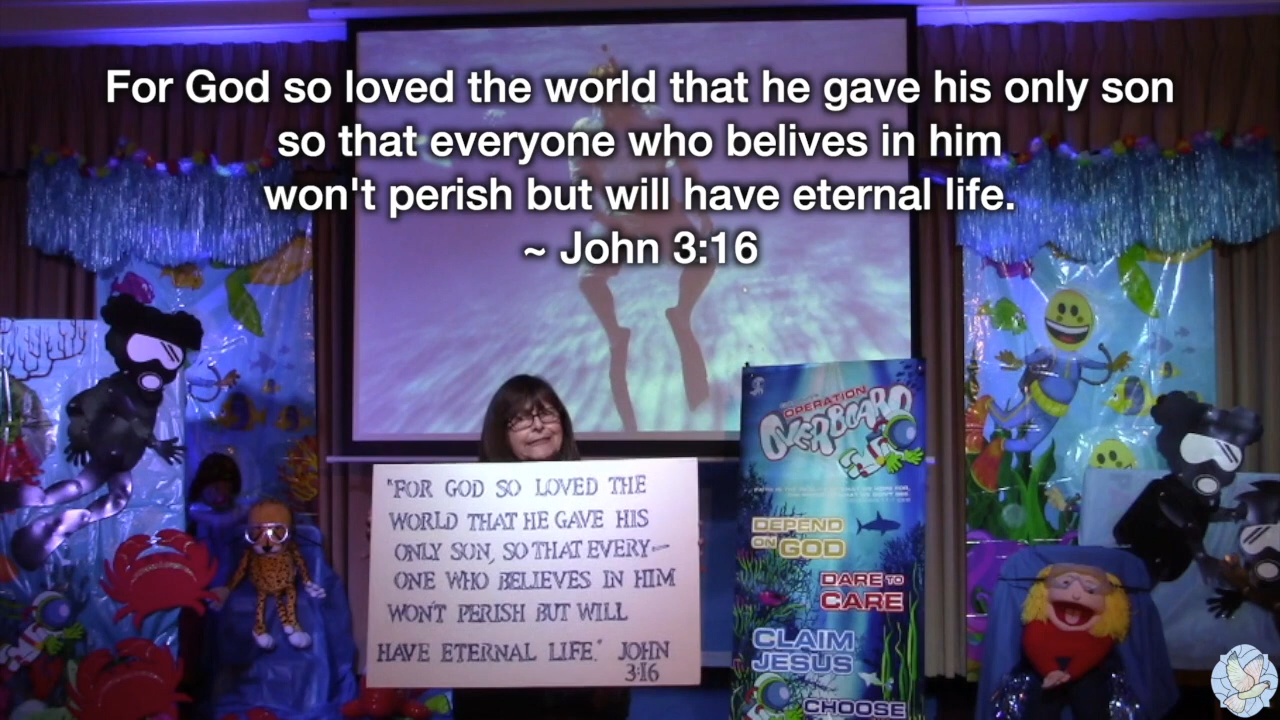 For God so loved the world that he gave his only son
so that everyone who belives in him
won't perish but will have eternal life.
~ John 3:16
"FOR GOD SO LOVED THE
WORLD THAT HE GAVE HIS
ONLY SON, SO THAT EVERY-
ONE WHO BELIEVES IN HIM
WON'T PERISH BUT WILL
HAVE ETERNAL LIFE." JOHN
3:16
OPERATION
OVERBOARD
DEPEND
ON GOD
DARE TO
CARE
CLAIM
JESUS
CHOOSE